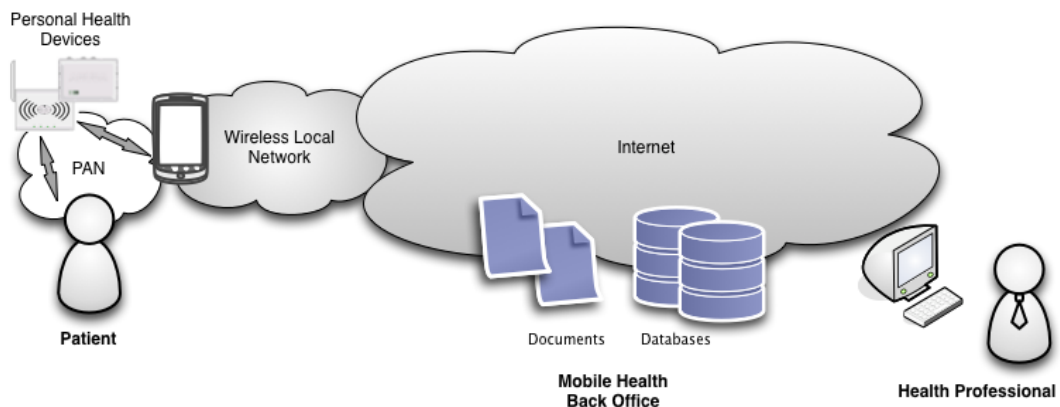 Personal Health
Devices
PAN
Wireless Local
Network
Internet
Patient
Documents
Databases
Mobile Health
Back Office
Health Professional